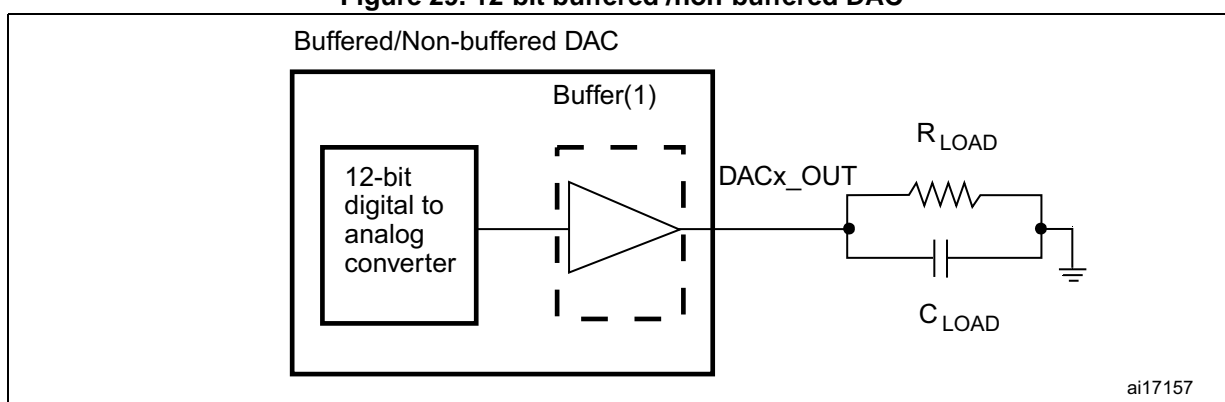 Figure 29. 12-bit buffered /non-buffered DAC
Buffered/Non-buffered DAC
Buffer(1)
12-bit
digital to
analog
converter
DACx_OUT
R LOAD
C LOAD
ai17157